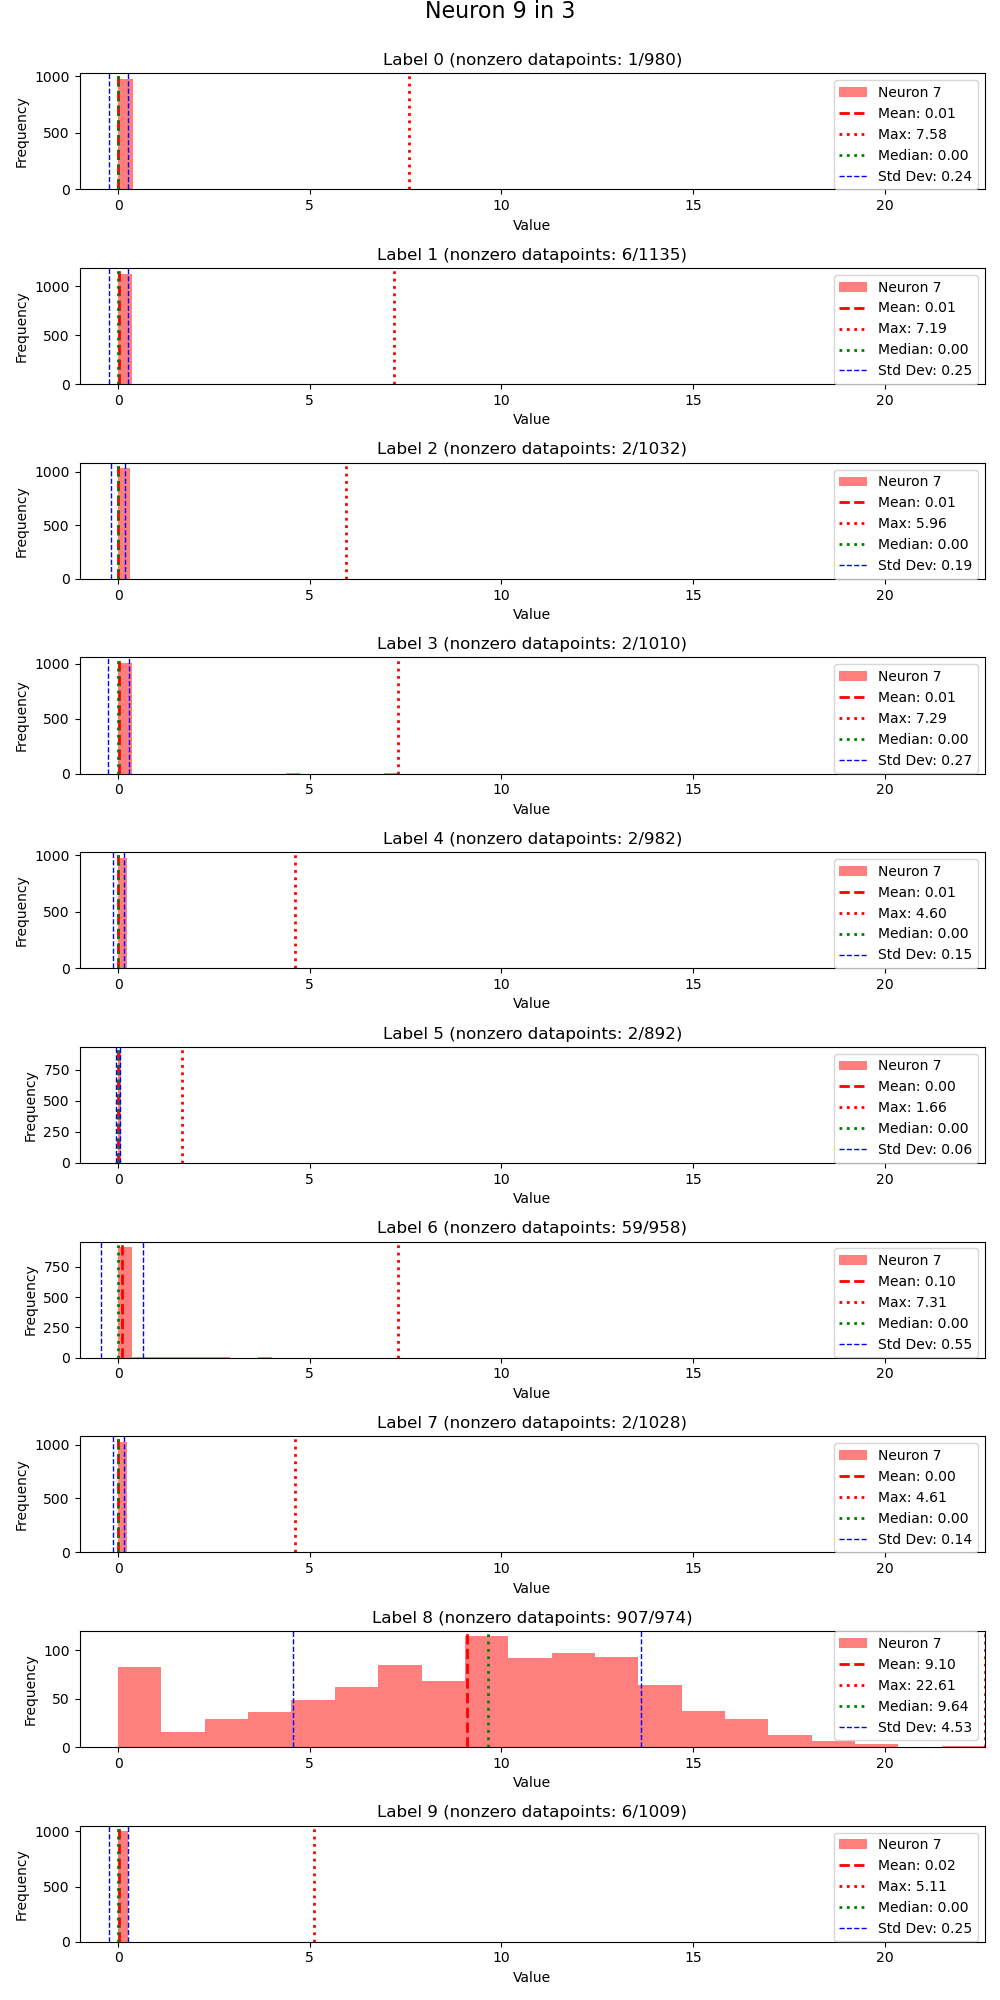 Neuron 9 in 3
Label 0 (nonzero datapoints: 1/980)
Frequency
1000
500
0
Neuron 7
Mean: 0.01
Max: 7.58
Median: 0.00
Std Dev: 0.24
0 5 10 15 20
Value
Label 1 (nonzero datapoints: 6/1135)
Frequency
1000
500
0
Neuron 7
Mean: 0.01
Max: 7.19
Median: 0.00
Std Dev: 0.25
0 5 10 15 20
Value
Label 2 (nonzero datapoints: 2/1032)
Frequency
1000
500
0
Neuron 7
Mean: 0.01
Max: 5.96
Median: 0.00
Std Dev: 0.19
0 5 10 15 20
Value
Label 3 (nonzero datapoints: 2/1010)
Frequency
1000
500
0
Neuron 7
Mean: 0.01
Max: 7.29
Median: 0.00
Std Dev: 0.27
0 5 10 15 20
Value
Label 4 (nonzero datapoints: 2/982)
Frequency
1000
500
0
Neuron 7
Mean: 0.01
Max: 4.60
Median: 0.00
Std Dev: 0.15
0 5 10 15 20
Value
Label 5 (nonzero datapoints: 2/892)
Frequency
750
500
250
0
Neuron 7
Mean: 0.00
Max: 1.66
Median: 0.00
Std Dev: 0.06
0 5 10 15 20
Value
Label 6 (nonzero datapoints: 59/958)
Frequency
750
500
250
0
Neuron 7
Mean: 0.10
Max: 7.31
Median: 0.00
Std Dev: 0.55
0 5 10 15 20
Value
Label 7 (nonzero datapoints: 2/1028)
Frequency
1000
500
0
Neuron 7
Mean: 0.00
Max: 4.61
Median: 0.00
Std Dev: 0.14
0 5 10 15 20
Value
Label 8 (nonzero datapoints: 907/974)
Frequency
100
50
0
Neuron 7
Mean: 9.10
Max: 22.61
Median: 9.64
Std Dev: 4.53
0 5 10 15 20
Value
Label 9 (nonzero datapoints: 6/1009)
Frequency
1000
500
0
Neuron 7
Mean: 0.02
Max: 5.11
Median: 0.00
Std Dev: 0.25
0 5 10 15 20
Value